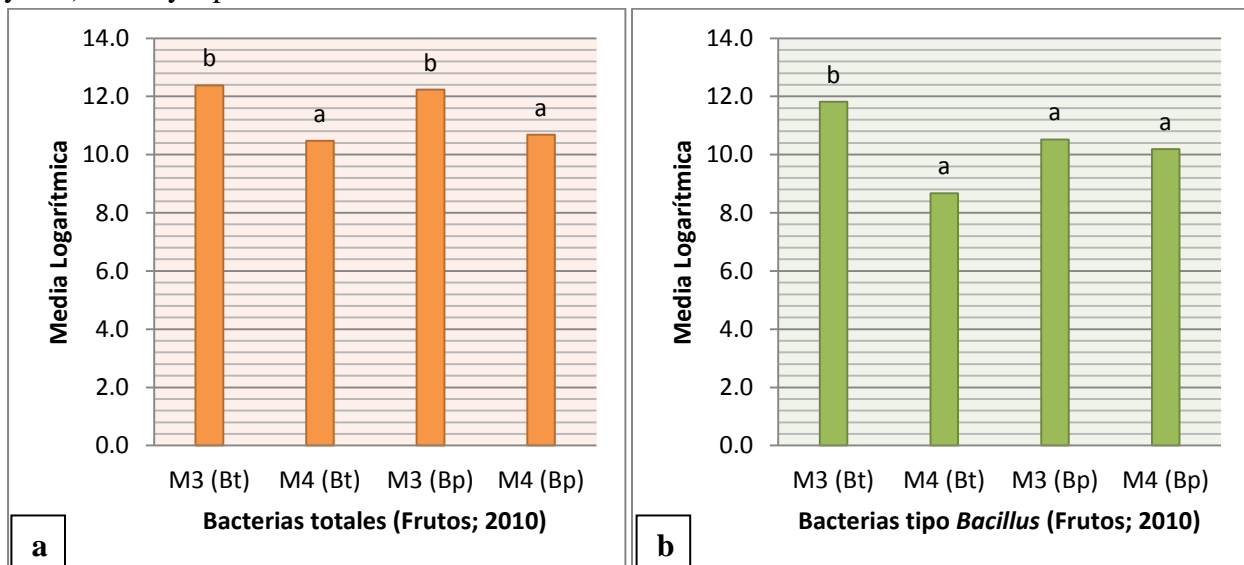 14.0
12.0
10.0
8.0
6.0
4.0
2.0
0.0
Media Logarítmica
b
a
b
a
M3 (Bt) M4 (Bt) M3 (Bp) M4 (Bp)
Bacterias totales (Frutos; 2010)
a
14.0
12.0
10.0
8.0
6.0
4.0
2.0
0.0
Media Logarítmica
b
a
a
a
M3 (Bt) M4 (Bt) M3 (Bp) M4 (Bp)
Bacterias tipo Bacillus (Frutos; 2010)
b